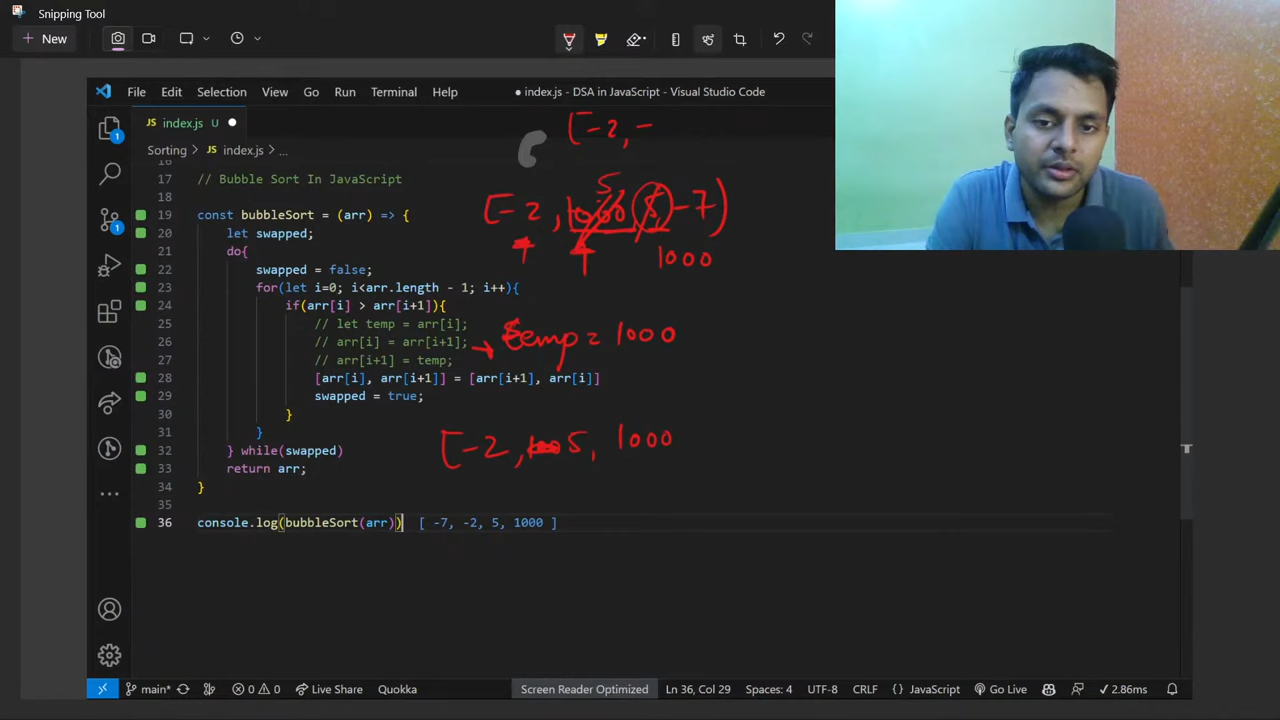 Snipping Tool
New
File Edit Selection View Go Run Terminal Help
● index.js - DSA in JavaScript - Visual Studio Code
JS index.js U ●
Sorting > JS index.js > ...
[-2, -
16
17 // Bubble Sort In JavaScript
18
5
[-2, 1000 5, -7)
1000
19 const bubbleSort = (arr) => {
20 let swapped;
21 do{
22 swapped = false;
23 for(let i=0; i<arr.length - 1; i++){
24 if(arr[i] > arr[i+1]){
25 // let temp = arr[i];
26 // arr[i] = arr[i+1];
temp = 1000
27 // arr[i+1] = temp;
28 [arr[i], arr[i+1]] = [arr[i+1], arr[i]]
29 swapped = true;
30 }
31 }
32 } while(swapped)
[-2, 5, 1000
33 return arr;
34 }
35
36 console.log(bubbleSort(arr)) [ -7, -2, 5, 1000 ]
main* 0 0 Live Share Quokka Screen Reader Optimized Ln 36, Col 29 Spaces: 4 UTF-8 CRLF {} JavaScript Go Live ✓ 2.86ms